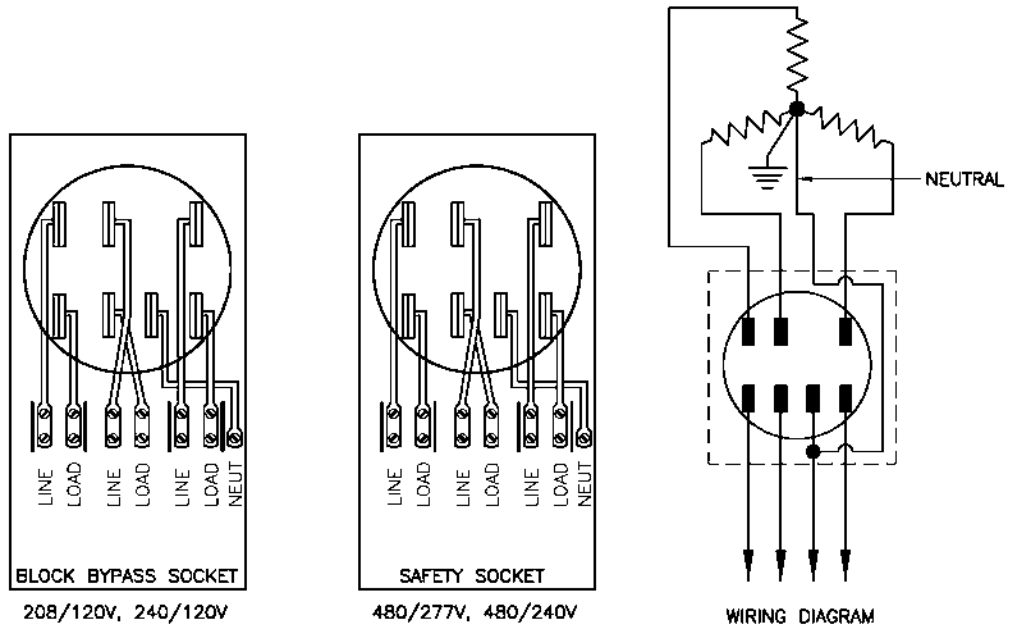 NEUTRAL
LINE
LOAD
LINE
LOAD
LINE
LOAD
NEUT
BLOCK BYPASS SOCKET
208/120V, 240/120V
LINE
LOAD
LINE
LOAD
LINE
LOAD
NEUT
SAFETY SOCKET
480/277V, 480/240V
WIRING DIAGRAM